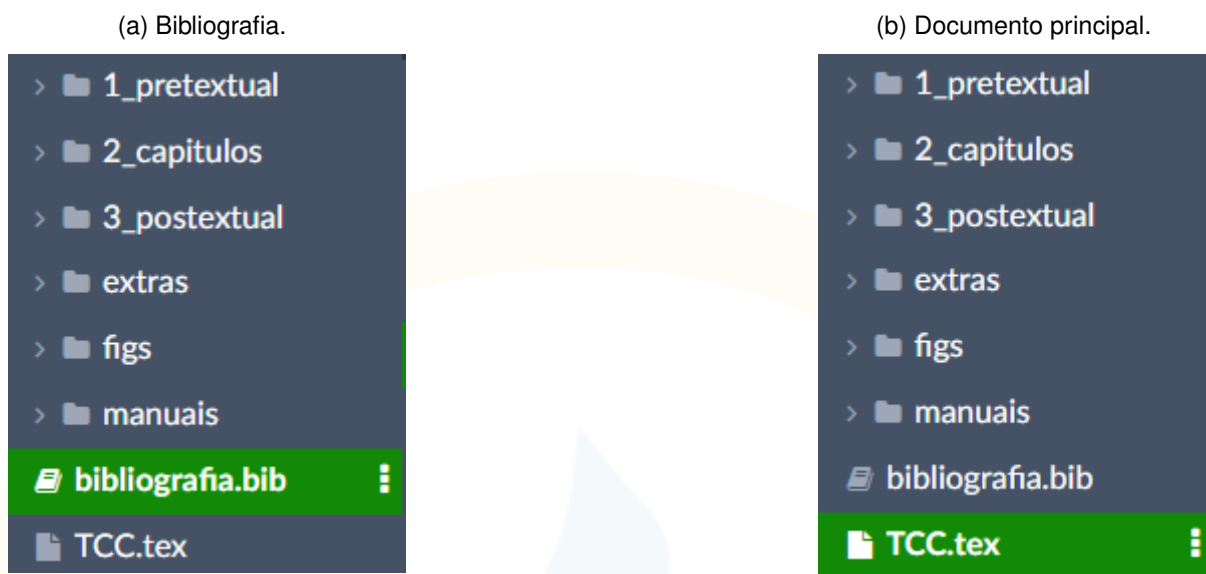 (a) Bibliografia.
1_pretextual
2_capitulos
3_postextual
extras
figs
manuais
bibliografia.bib
TCC.tex
(b) Documento principal.
1_pretextual
2_capitulos
3_postextual
extras
figs
manuais
bibliografia.bib
TCC.tex